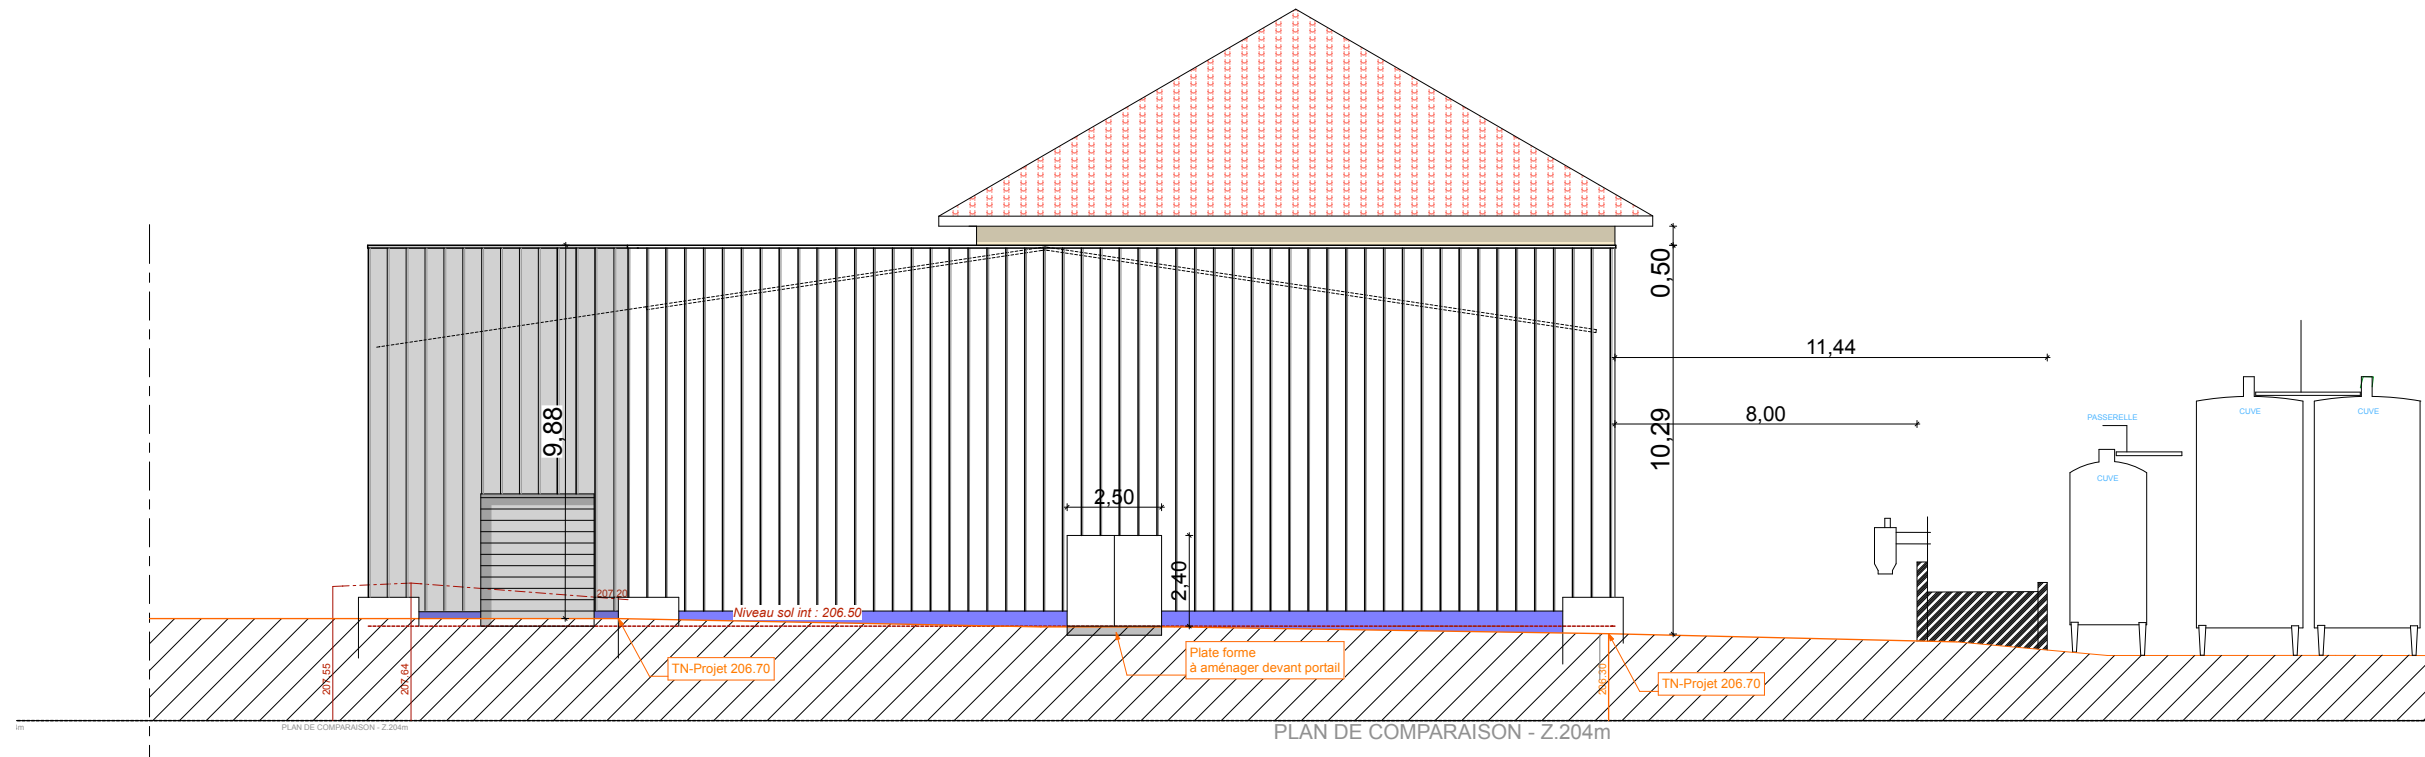 0,50
11,44
8,00
10,29
9,88
PASSERELLE
CUVE
CUVE
CUVE
2,50
2,40
207.20
Niveau sol int : 206.50
207.55
207.64
TN-Projet 206.70
Plate forme
à aménager devant portail
206.30
TN-Projet 206.70
PLAN DE COMPARAISON - Z.204m
PLAN DE COMPARAISON - Z.204m